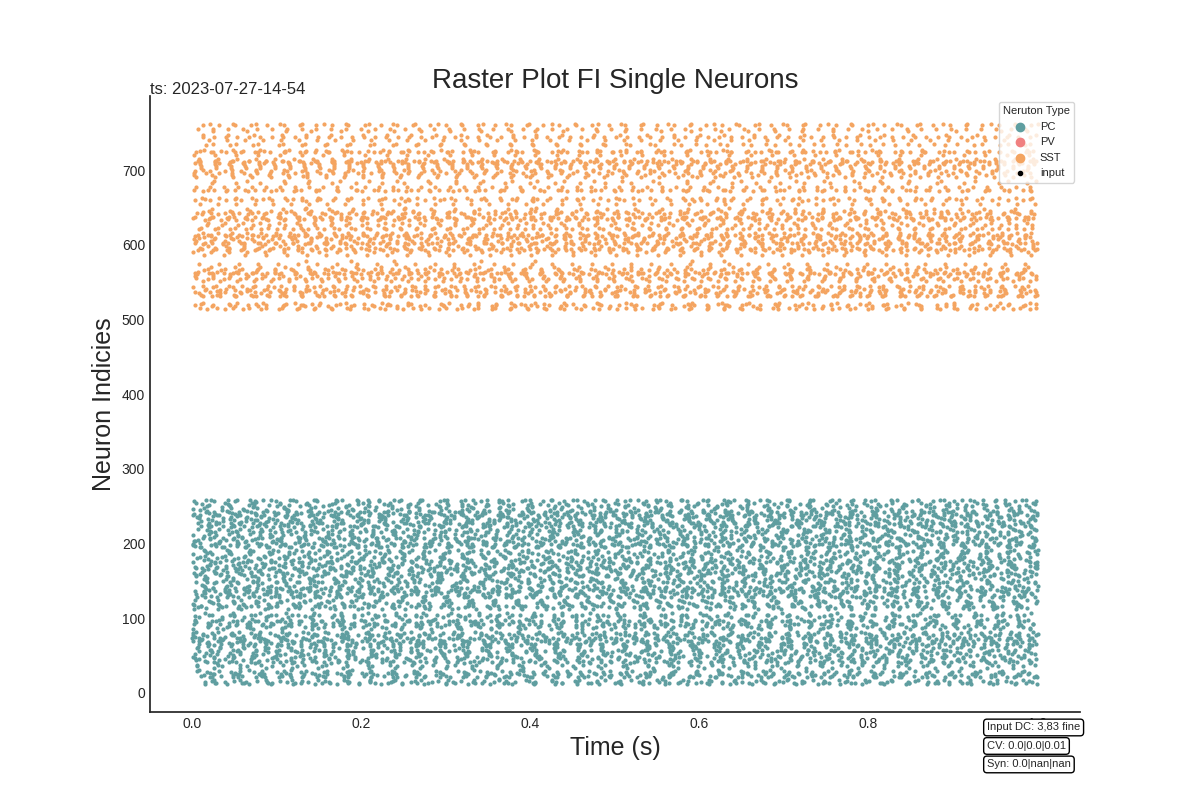 Raster Plot FI Single Neurons
ts: 2023-07-27-14-54
Neruton Type
PC
PV
SST
input
Neuron Indicies
700
600
500
400
300
200
100
0
0.0 0.2 0.4 0.6 0.8
Time (s)
Input DC: 3,83 fine
CV: 0.0|0.0|0.01
Syn: 0.0|nan|nan